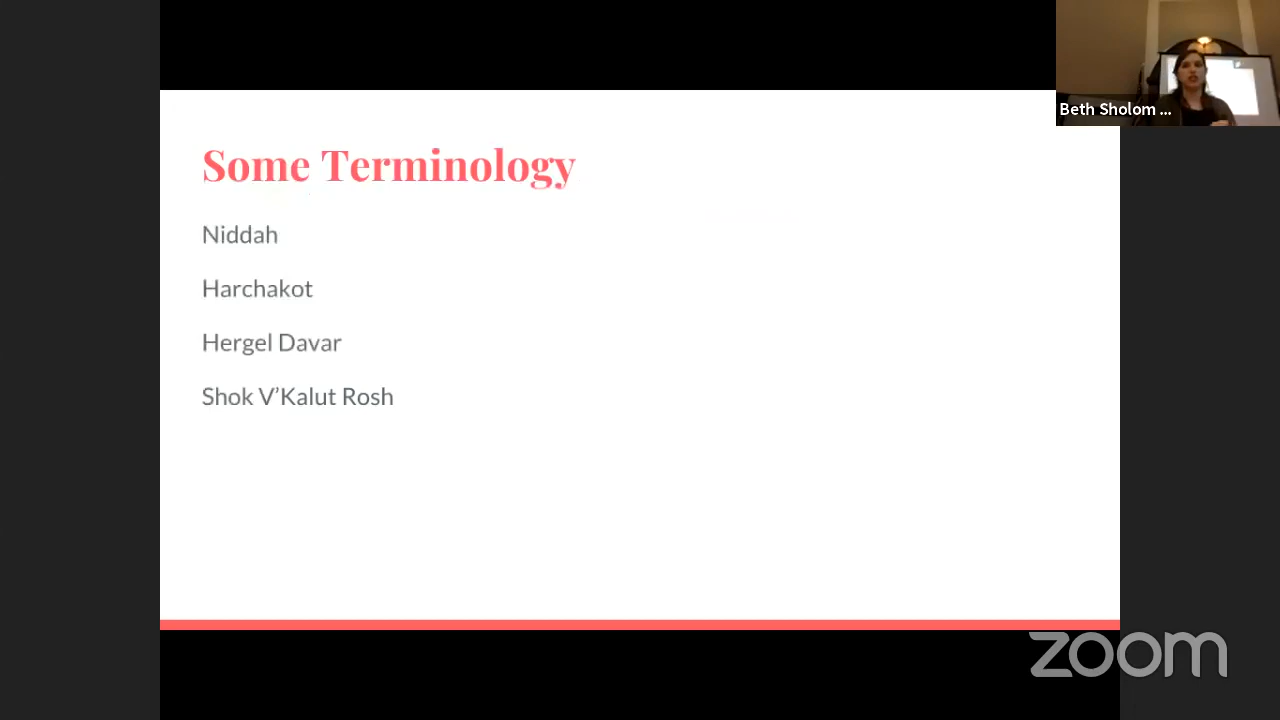 Beth Sholom ...
Some Terminology
Niddah
Harchakot
Hergel Davar
Shok V’Kalut Rosh
zoom